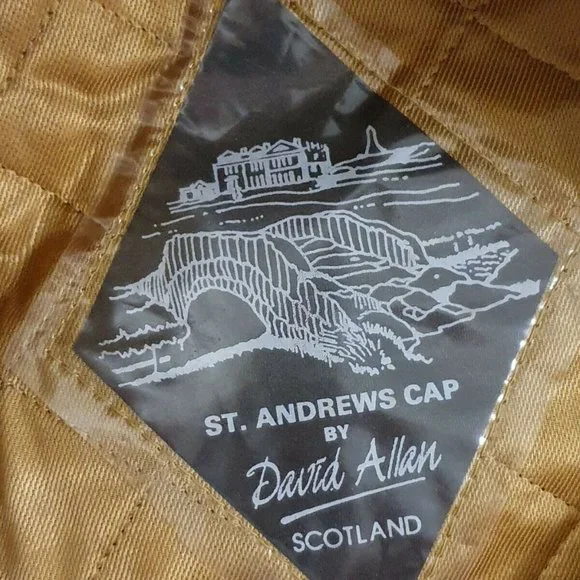 ST. ANDREWS CAP
BY
David Allan
SCOTLAND